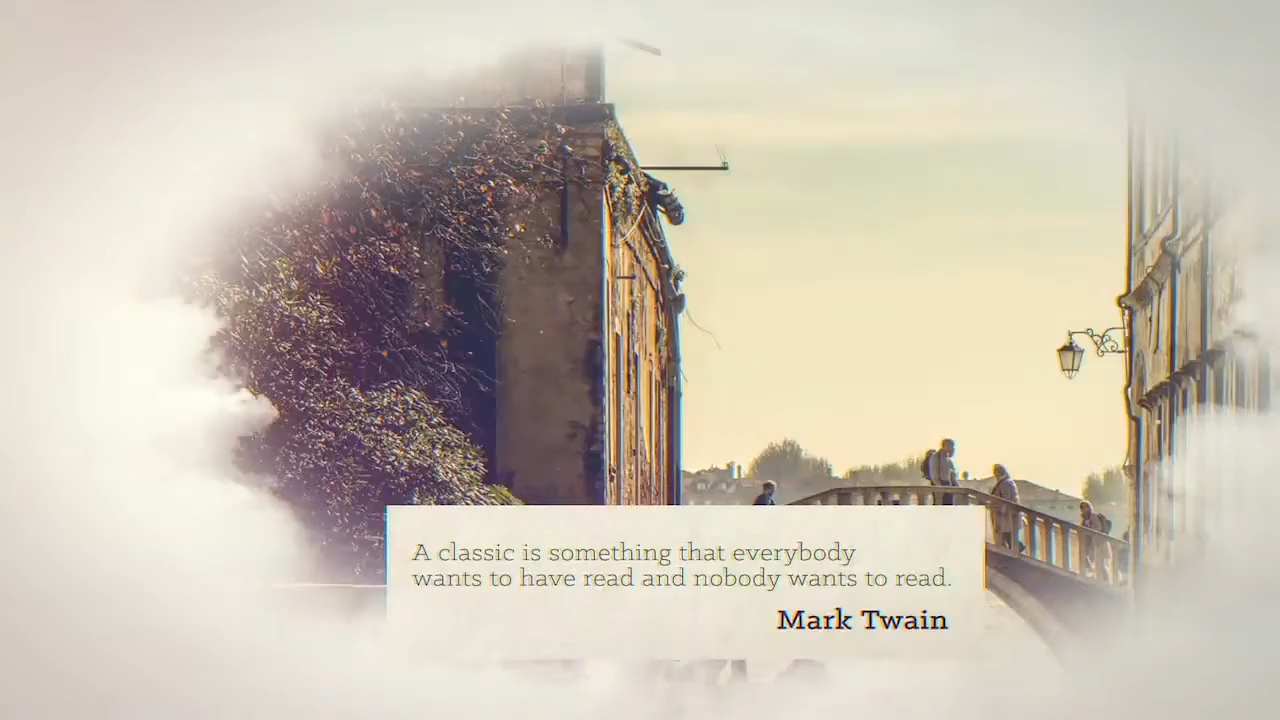 A classic is something that everybody
wants to have read and nobody wants to read.
Mark Twain